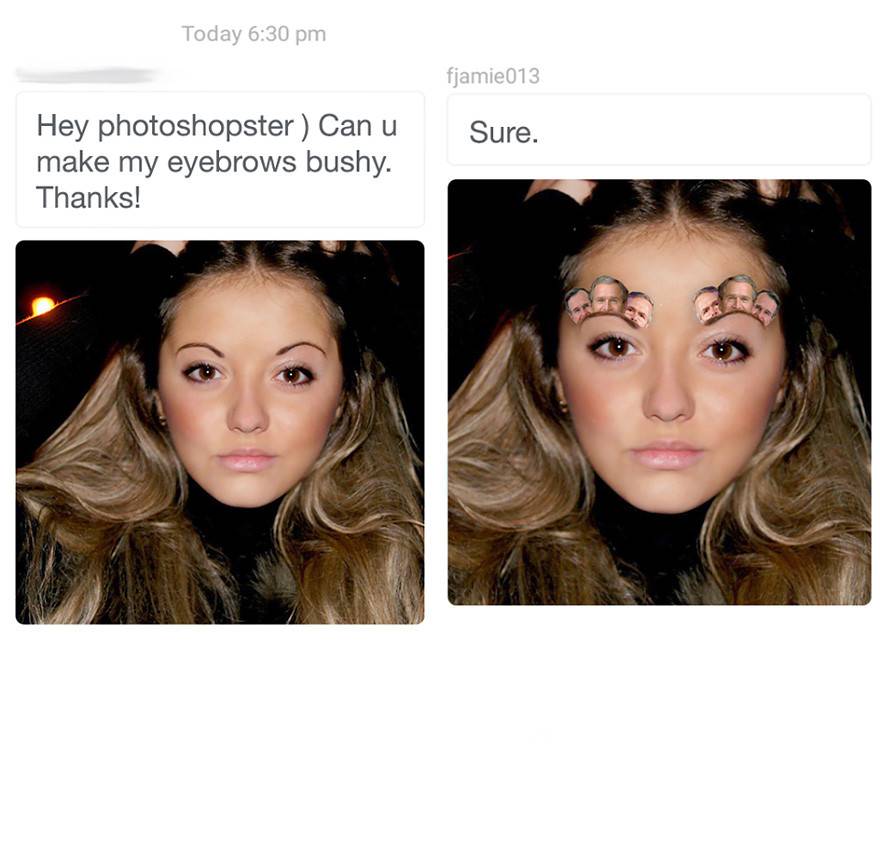 Today 6:30 pm
Hey photoshopster ) Can u
make my eyebrows bushy.
Thanks!
fjamie013
Sure.